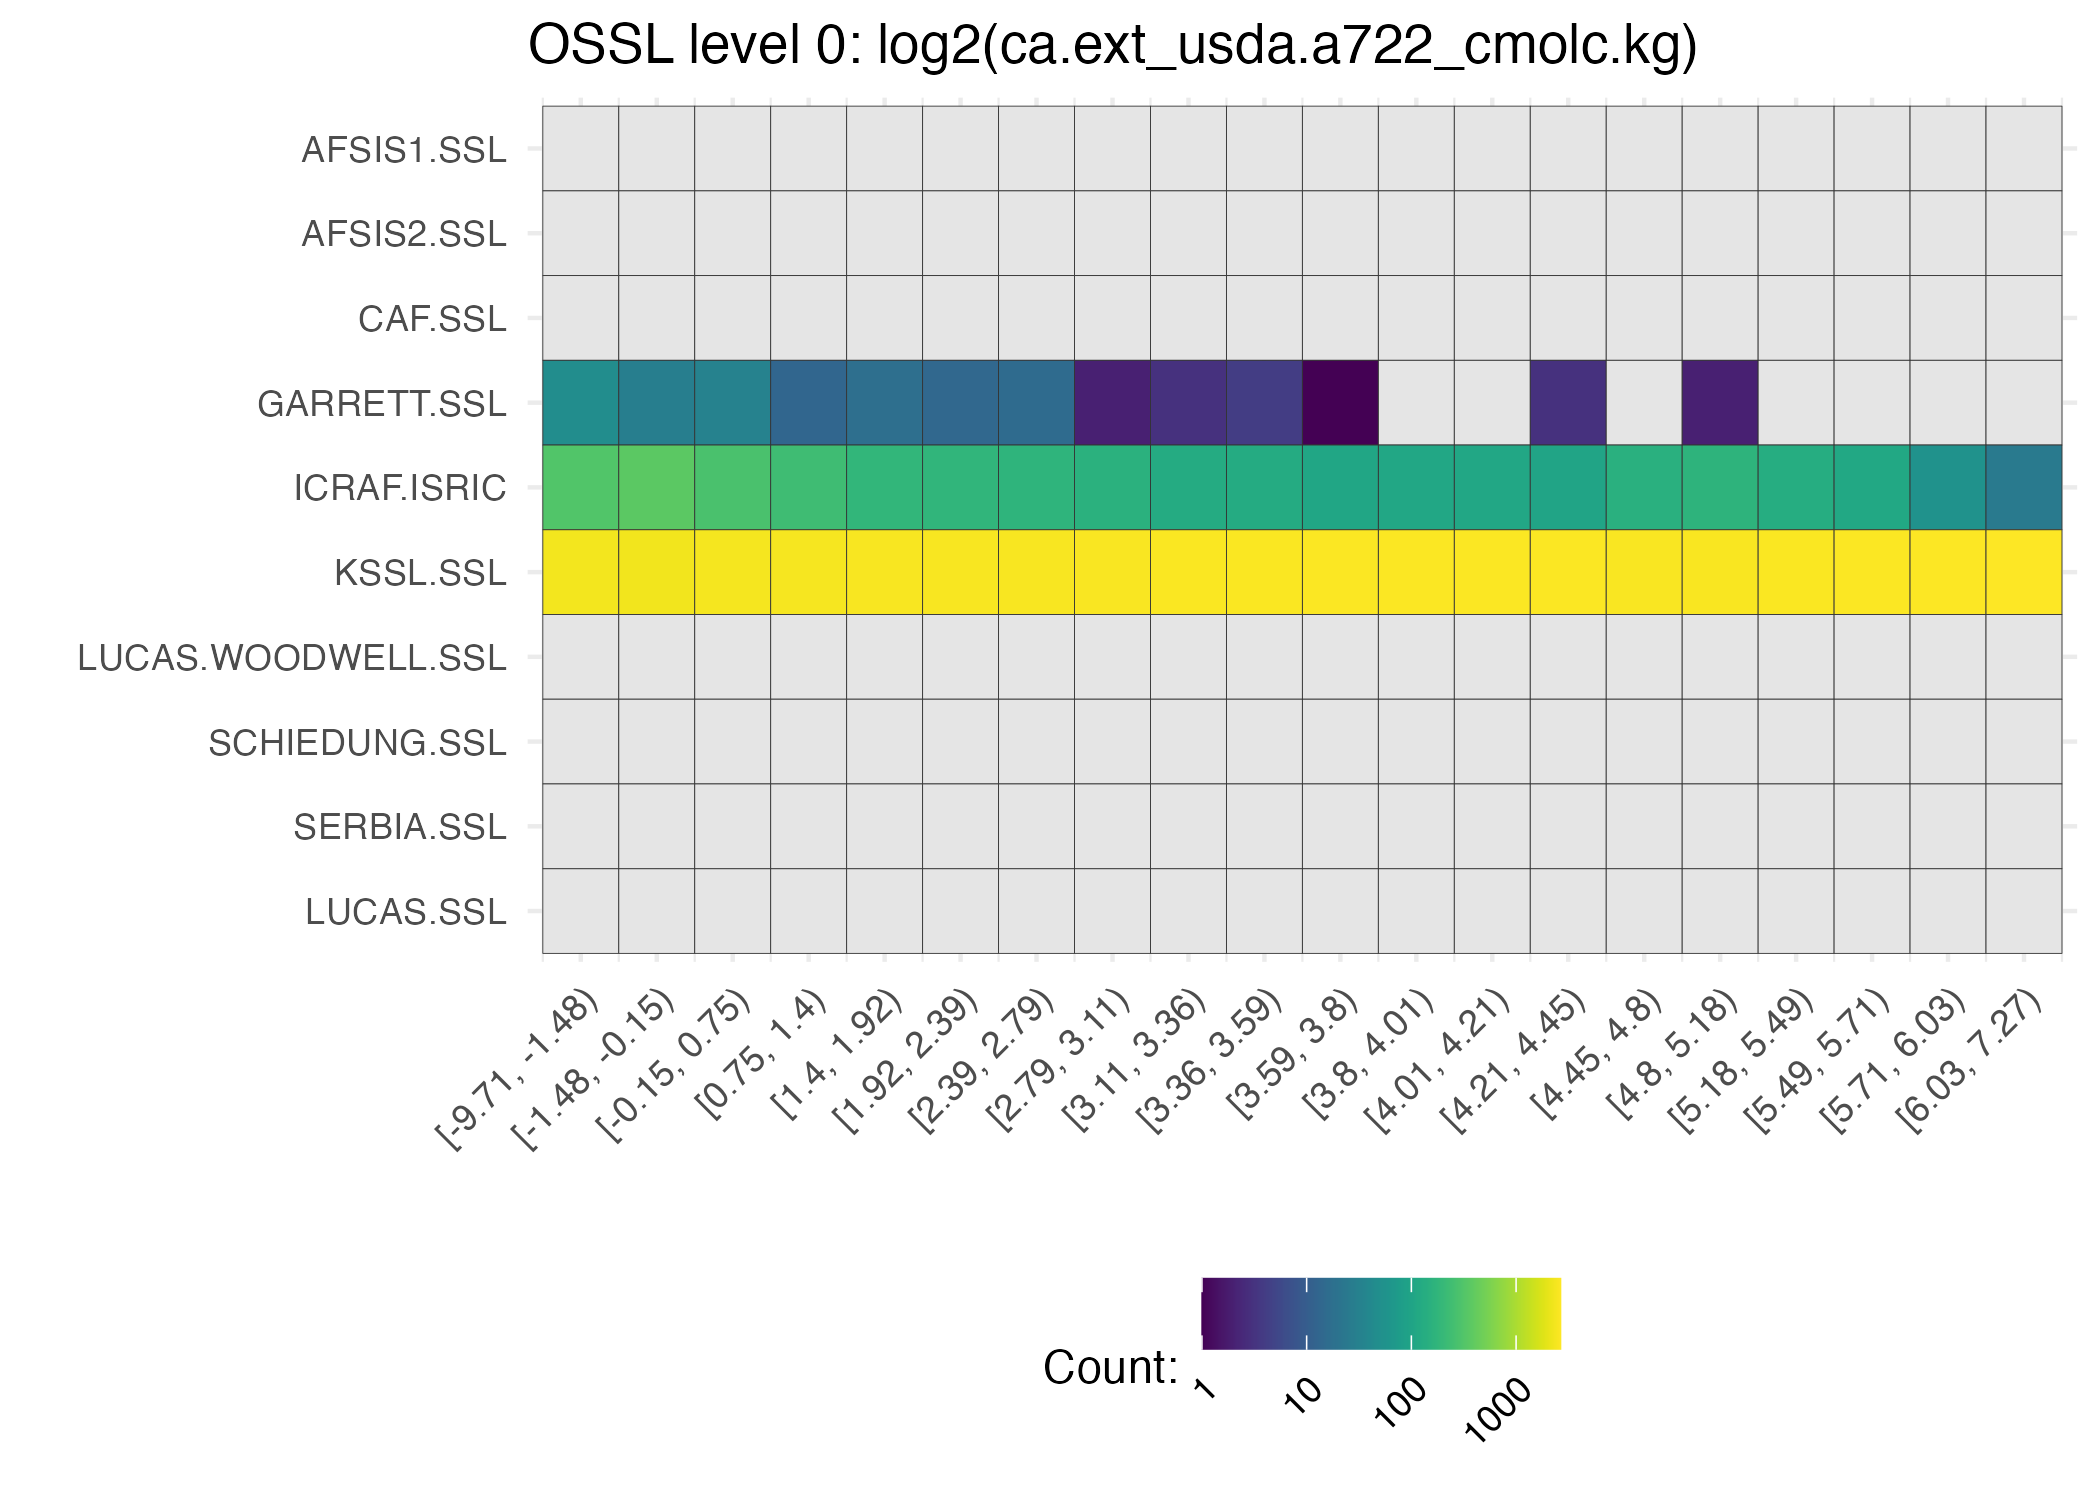 OSSL level 0: log2(ca.ext_usda.a722_cmolc.kg)
AFSIS1.SSL
AFSIS2.SSL
CAF.SSL
GARRETT.SSL
ICRAF.ISRIC
KSSL.SSL
LUCAS.WOODWELL.SSL
SCHIEDUNG.SSL
SERBIA.SSL
LUCAS.SSL
[-9.71, -1.48)
[-1.48, -0.15)
[-0.15, 0.75)
[0.75, 1.4)
[1.4, 1.92)
[1.92, 2.39)
[2.39, 2.79)
[2.79, 3.11)
[3.11, 3.36)
[3.36, 3.59)
[3.59, 3.8)
[3.8, 4.01)
[4.01, 4.21)
[4.21, 4.45)
[4.45, 4.8)
[4.8, 5.18)
[5.18, 5.49)
[5.49, 5.71)
[5.71, 6.03)
[6.03, 7.27)
Count:
1
10
100
1000